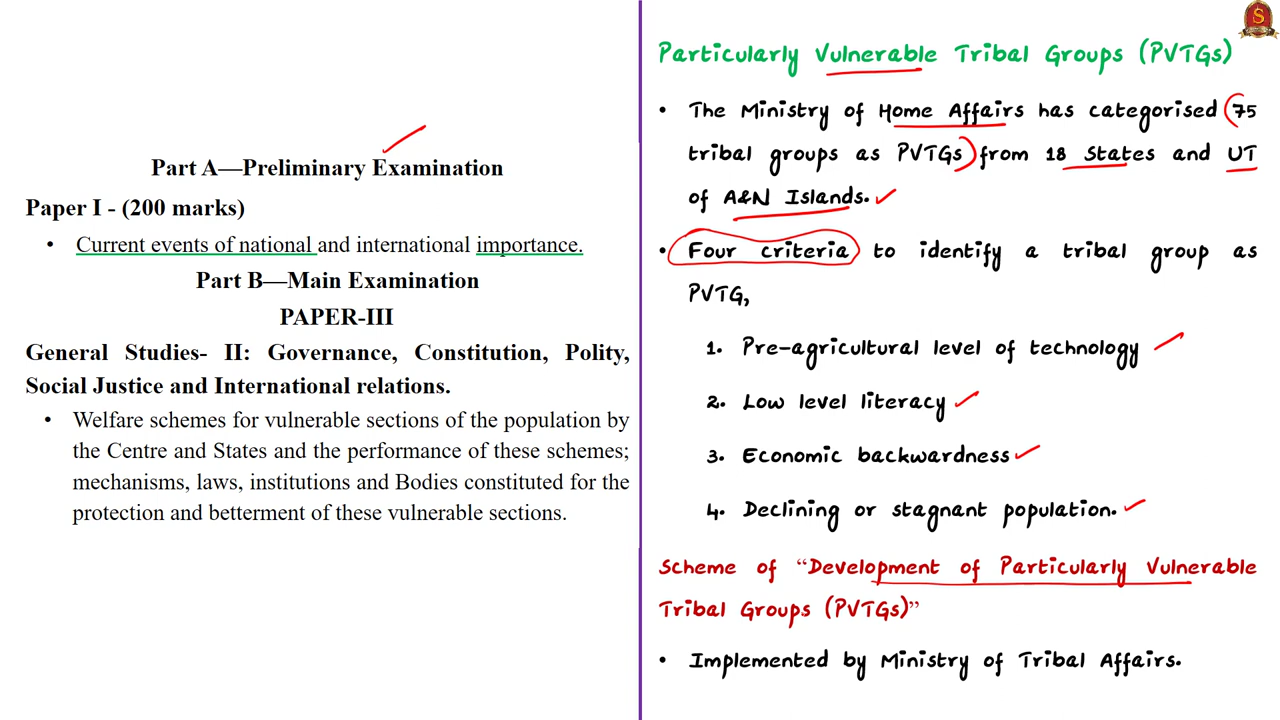 Part A—Preliminary Examination
Paper I - (200 marks)
• Current events of national and international importance.
Part B—Main Examination
PAPER-III
General Studies- II: Governance, Constitution, Polity,
Social Justice and International relations.
• Welfare schemes for vulnerable sections of the population by
the Centre and States and the performance of these schemes;
mechanisms, laws, institutions and Bodies constituted for the
protection and betterment of these vulnerable sections.
Particularly Vulnerable Tribal Groups (PVTGs)
• The Ministry of Home Affairs has categorised 75
tribal groups as PVTGs from 18 States and UT
of A&N Islands.
• Four criteria to identify a tribal group as
PVTG,
1. Pre-agricultural level of technology
2. Low level literacy
3. Economic backwardness
4. Declining or stagnant population.
Scheme of “Development of Particularly Vulnerable
Tribal Groups (PVTGs)”
• Implemented by Ministry of Tribal Affairs.
S